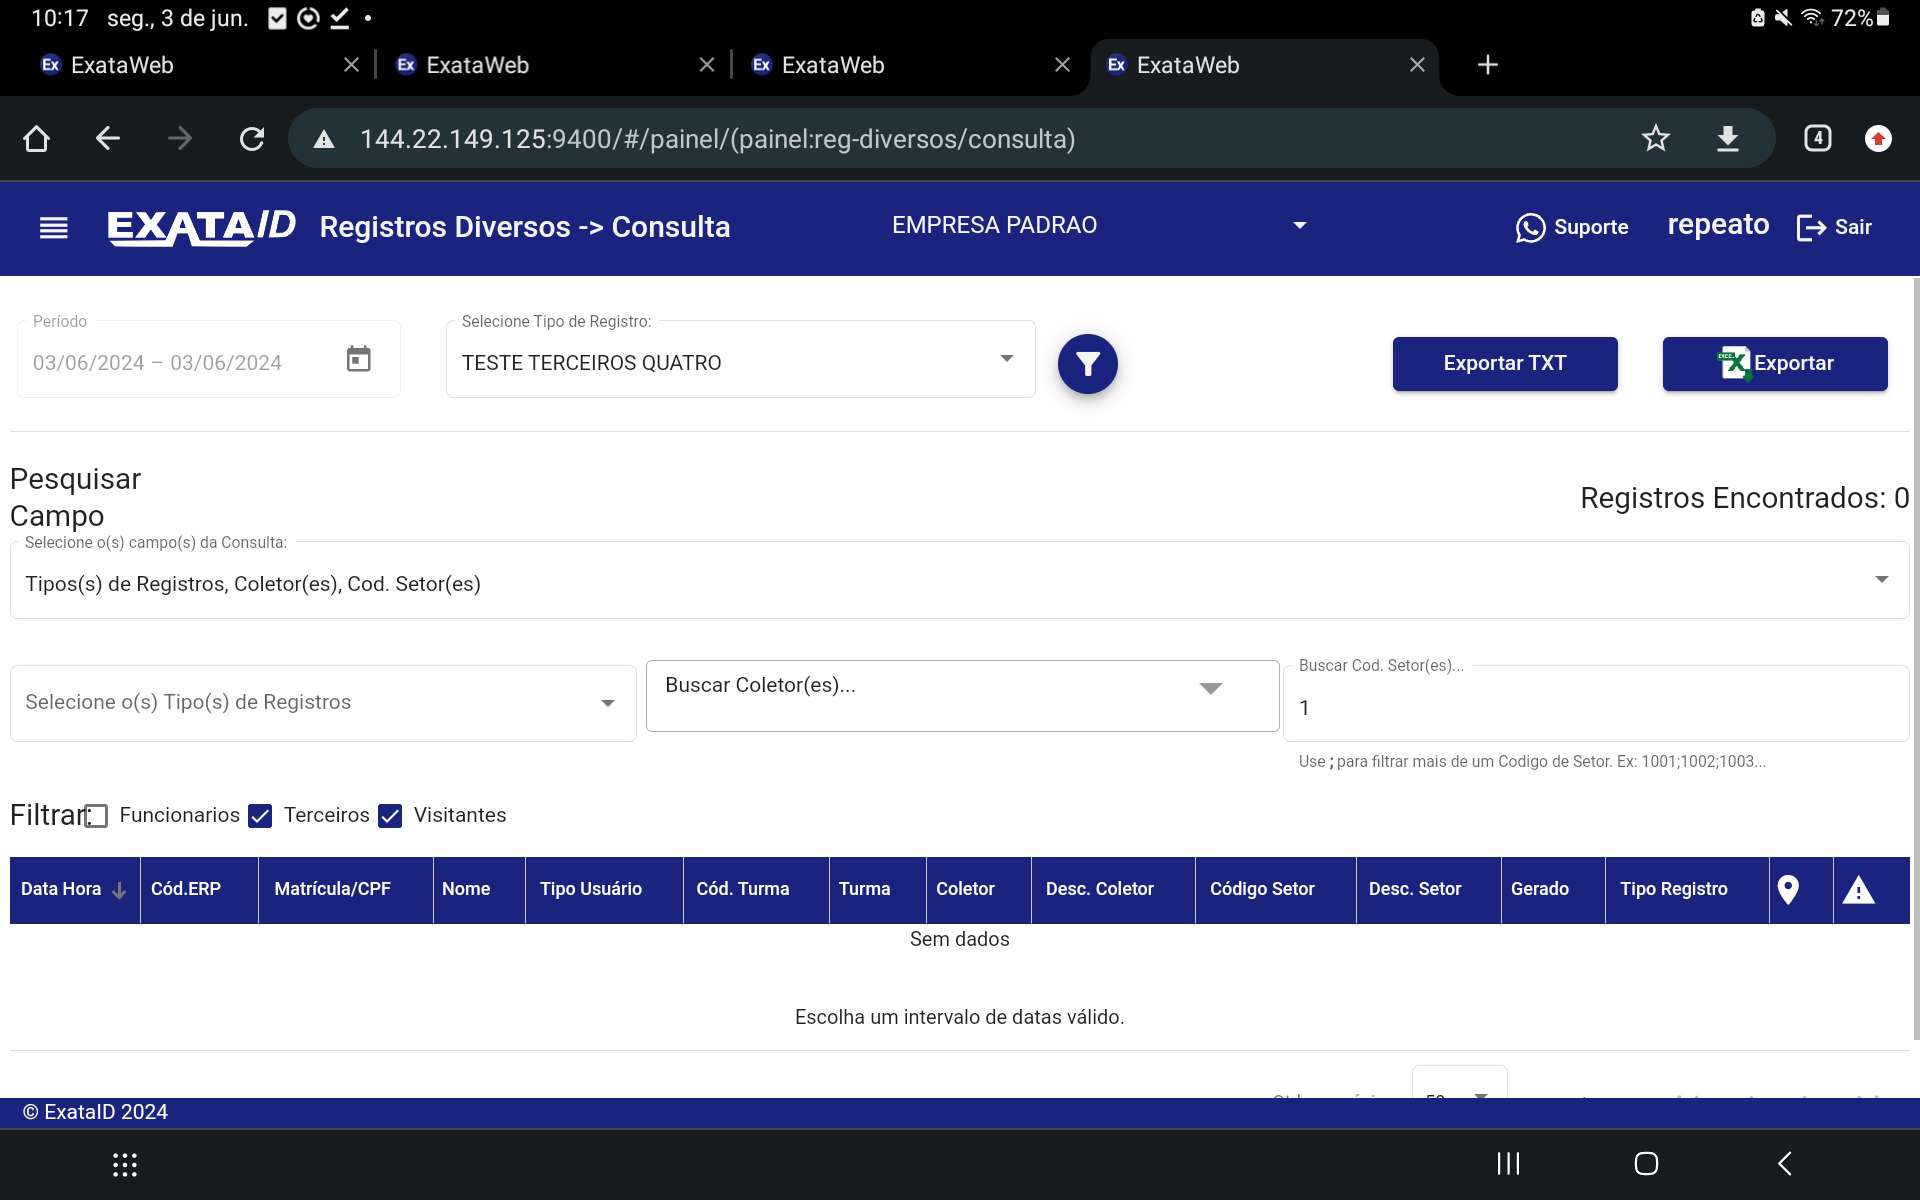 10:17 seg., 3 de jun. 72%
Ex ExataWeb Ex ExataWeb Ex ExataWeb Ex ExataWeb
144.22.149.125:9400/#/painel/(painel:reg-diversos/consulta) 4
EXATA/D Registros Diversos -> Consulta EMPRESA PADRAO Suporte repeato Sair
Período Selecione Tipo de Registro:
03/06/2024 – 03/06/2024 TESTE TERCEIROS QUATRO Exportar TXT Exportar
Pesquisar
Campo
Registros Encontrados: 0
Selecione o(s) campo(s) da Consulta:
Tipos(s) de Registros, Coletor(es), Cod. Setor(es)
Buscar Cod. Setor(es)...
Selecione o(s) Tipo(s) de Registros Buscar Coletor(es)... 1
Use ; para filtrar mais de um Codigo de Setor. Ex: 1001;1002;1003...
Filtrar: Funcionarios Terceiros Visitantes
Data Hora Cód.ERP Matrícula/CPF Nome Tipo Usuário Cód. Turma Turma Coletor Desc. Coletor Código Setor Desc. Setor Gerado Tipo Registro
Sem dados
Escolha um intervalo de datas válido.
© ExataID 2024